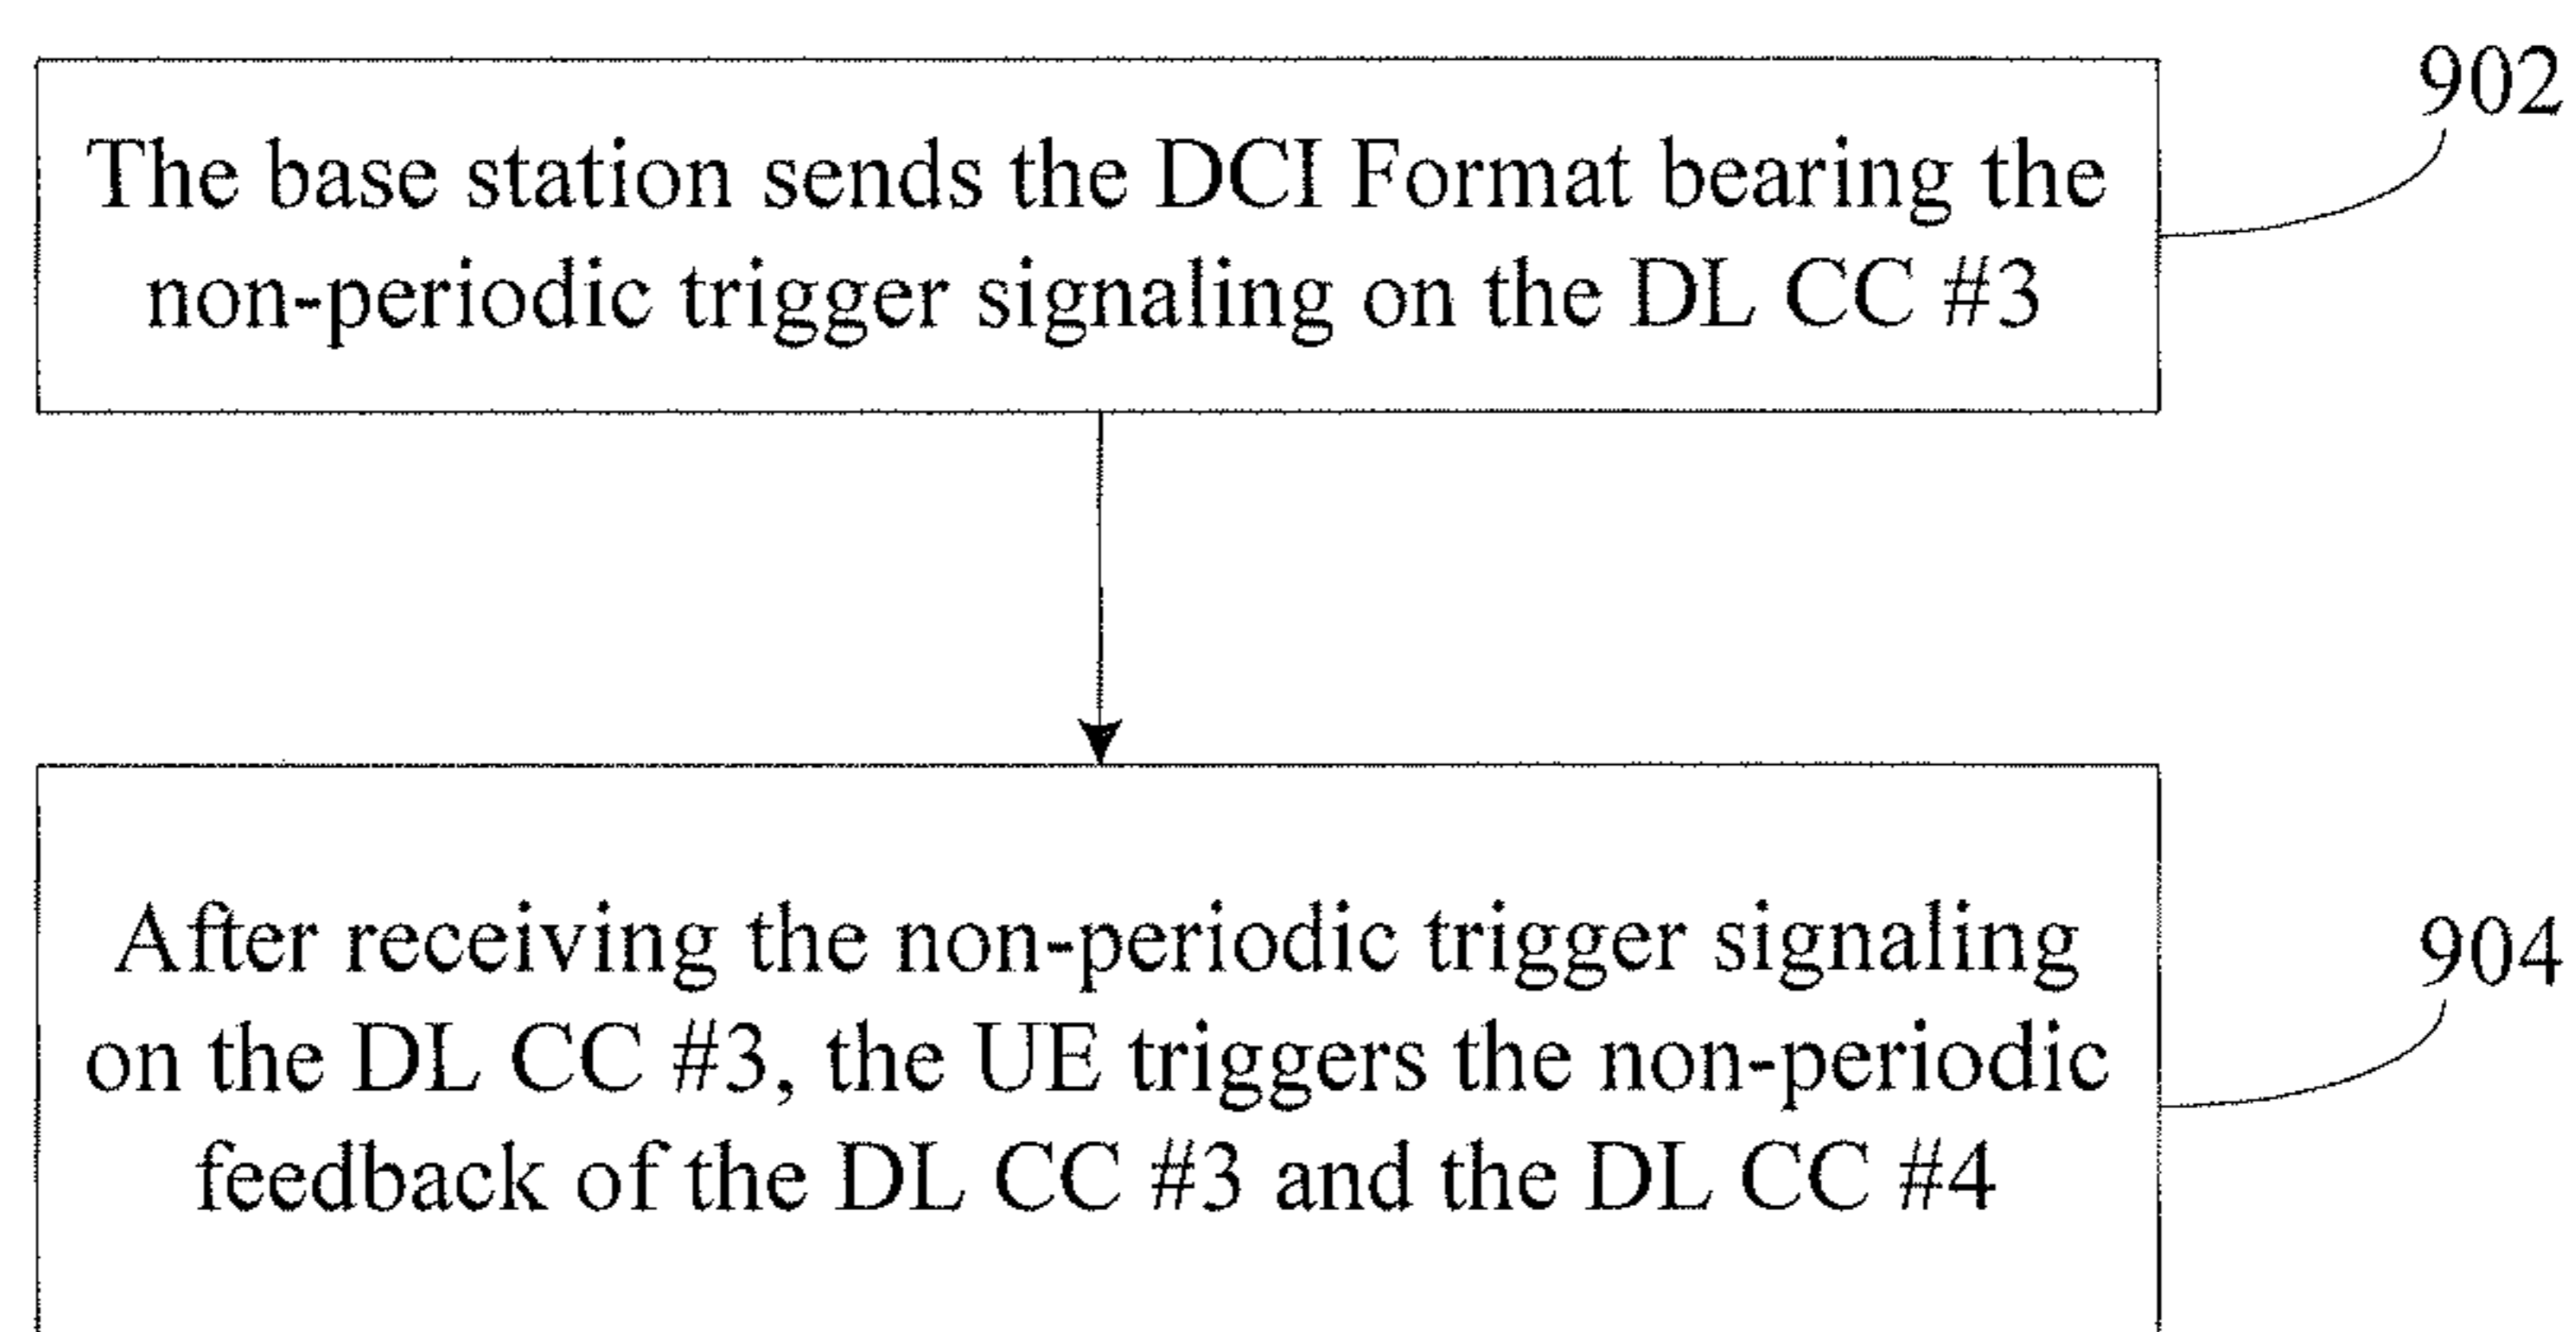 902
The base station sends the DCI Format bearing the
non-periodic trigger signaling on the DL CC #3
After receiving the non-periodic trigger signaling
904
on the DL CC #3, the UE triggers the non-periodic
feedback of the DL CC #3 and the DL CC #4